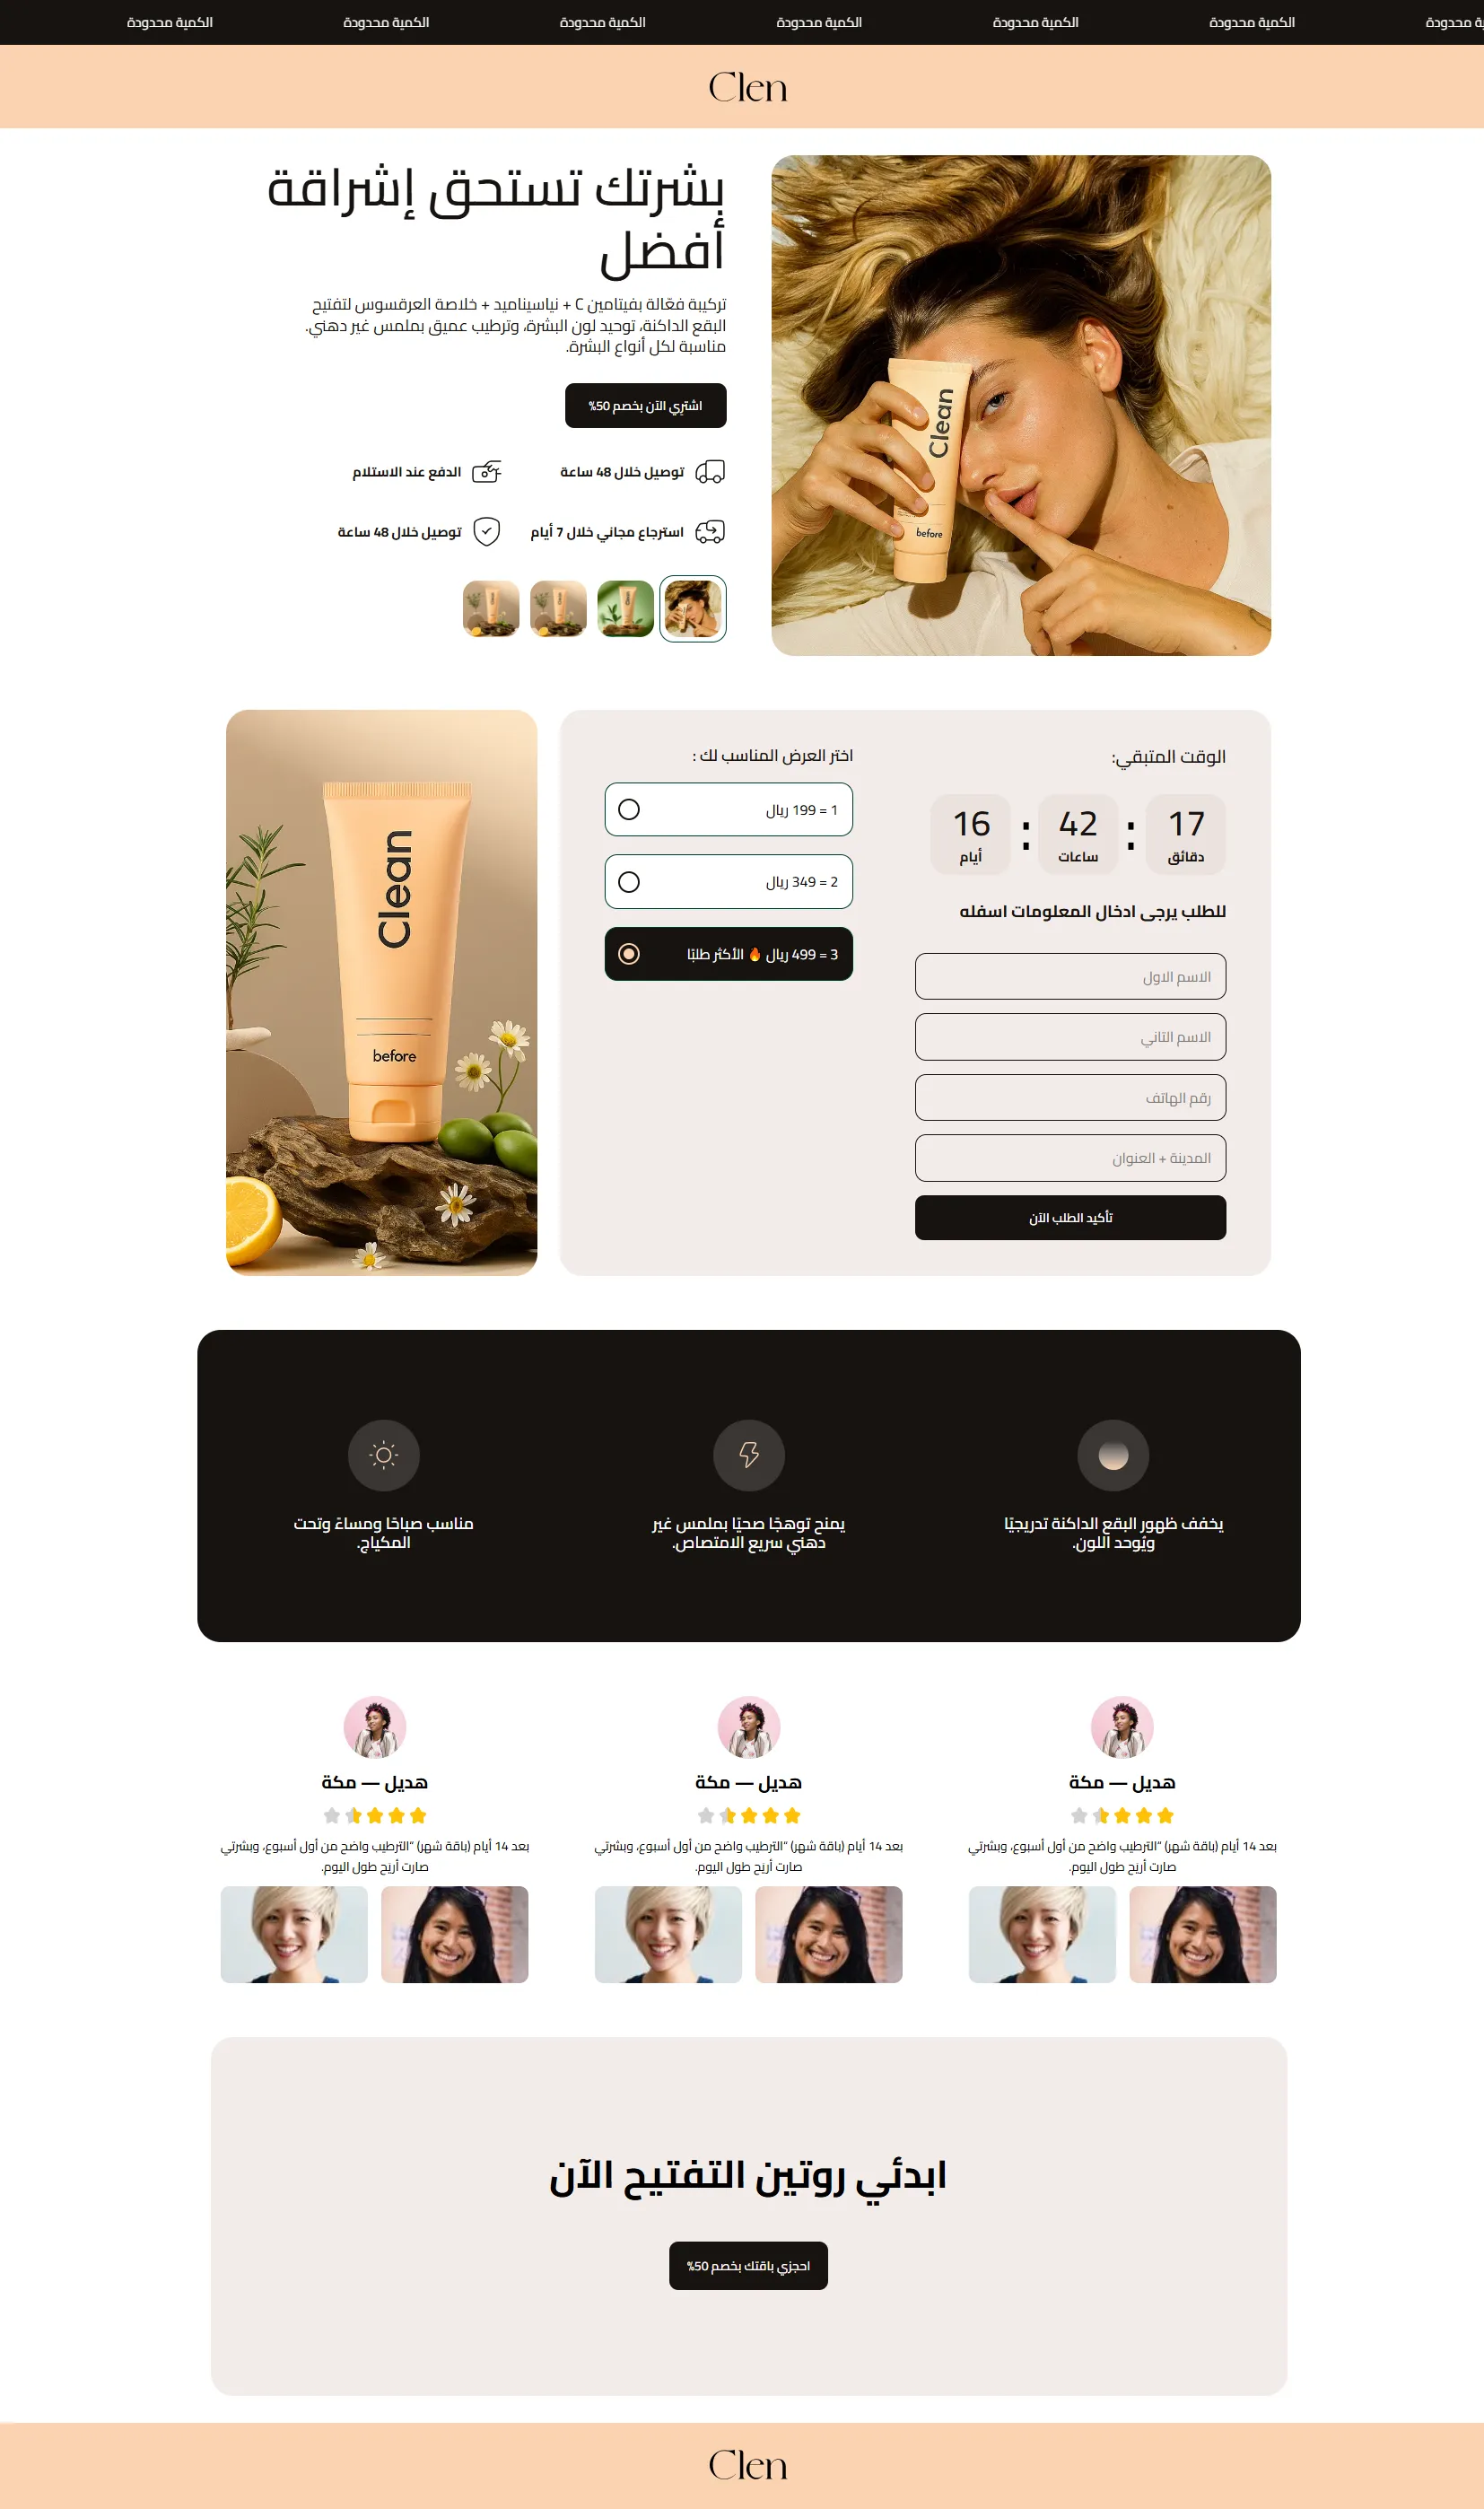 الكمية محدودة الكمية محدودة الكمية محدودة الكمية محدودة الكمية محدودة الكمية محدودة الكمية محدودة
Clen
بشرتك تستحق إشراقة
أفضل
تركيبة فعّالة بفيتامين C + نياسيناميد + خلاصة العرقسوس لتفتيح
البقع الداكنة، توحيد لون البشرة، وترطيب عميق بملمس غير دهني.
مناسبة لكل أنواع البشرة.
اشتري الآن بخصم 50%
توصيل خلال 48 ساعة
الدفع عند الاستلام
استرجاع مجاني خلال 7 أيام
توصيل خلال 48 ساعة
Clean
before
الوقت المتبقي:
17 : 42 : 16
دقائق ساعات أيام
للطلب يرجى ادخال المعلومات اسفله
الاسم الاول
الاسم الثاني
رقم الهاتف
المدينة + العنوان
تأكيد الطلب الآن
اختر العرض المناسب لك :
1 = 199 ريال
2 = 349 ريال
3 = 499 ريال 🔥 الأكثر طلبًا
Clean
before
يخفف ظهور البقع الداكنة تدريجيًا
ويُوحد اللون.
يمنح توهجًا صحيًا بملمس غير
دهني سريع الامتصاص.
مناسب صباحًا ومساءً وتحت
المكياج.
هديل — مكة
بعد 14 أيام (باقة شهر) “الترطيب واضح من أول أسبوع، وبشرتي
صارت أريَح طول اليوم.
هديل — مكة
بعد 14 أيام (باقة شهر) “الترطيب واضح من أول أسبوع، وبشرتي
صارت أريَح طول اليوم.
هديل — مكة
بعد 14 أيام (باقة شهر) “الترطيب واضح من أول أسبوع، وبشرتي
صارت أريَح طول اليوم.
ابدئي روتين التفتيح الآن
احجزي باقتك بخصم 50%
Clen